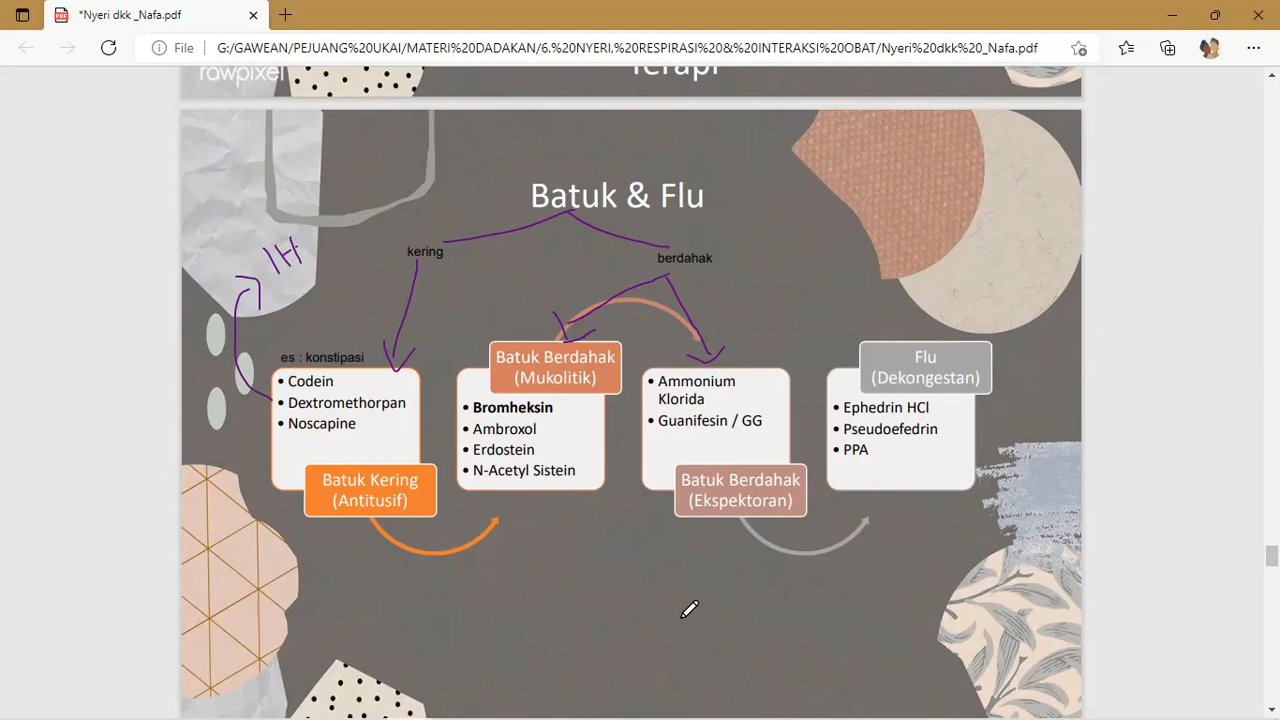 *Nyeri dkk _Nafa.pdf
File
G:/GAWEAN/PEJUANG%20UKAI/MATERI%20DADAKAN/6.%20NYERI,%20RESPIRASI%20&%20INTERAKSI%20OBAT/Nyeri%20dkk%20_Nafa.pdf
rawpixel
Terapi
Batuk & Flu
kering
berdahak
es : konstipasi
• Codein
• Dextromethorpan
• Noscapine
Batuk Kering
(Antitusif)
Batuk Berdahak
(Mukolitik)
• Bromheksin
• Ambroxol
• Erdostein
• N-Acetyl Sistein
• Ammonium
Klorida
• Guanifesin / GG
Batuk Berdahak
(Ekspektoran)
Flu
(Dekongestan)
• Ephedrin HCl
• Pseudoefedrin
• PPA